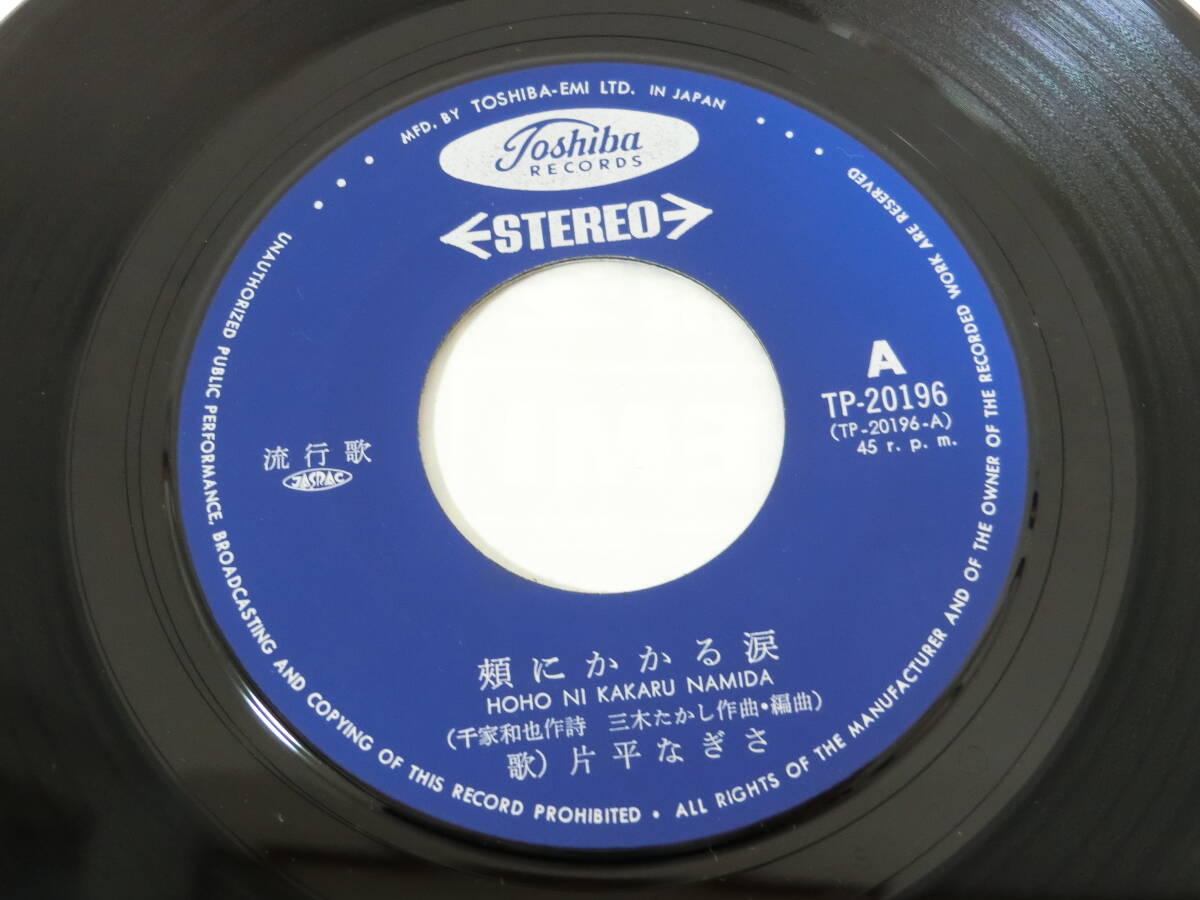 MFD. BY TOSHIBA-EMI LTD. IN JAPAN
Toshiba
RECORDS
STEREO
A
TP-20196
(TP-20196-A)
45 r. p. m.
流行歌
JASRAC
頬にかかる涙
HOHO NI KAKARU NAMIDA
(千家和也作詩 三木たかし作曲・編曲)
歌) 片平なぎさ
UNAUTHORIZED PUBLIC PERFORMANCE, BROADCASTING AND COPYING OF THIS RECORD PROHIBITED • ALL RIGHTS OF THE MANUFACTURER AND OF THE OWNER OF THE RECORDED WORK ARE RESERVED